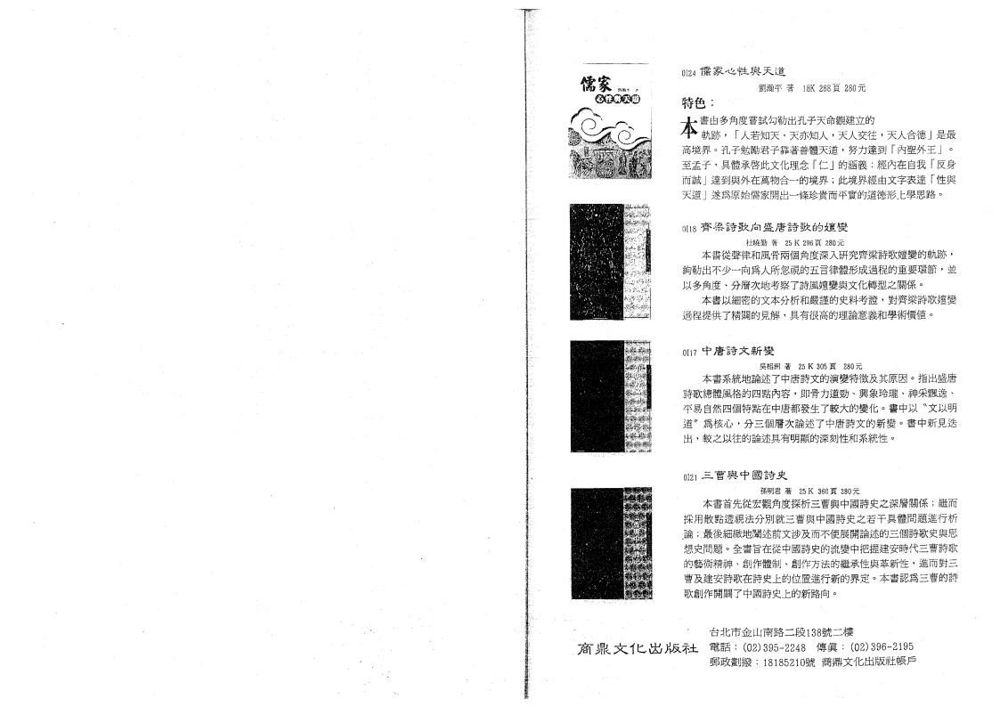 儒家
心性與天道
0124 儒家心性與天道
劉瀚平 著 18K 288頁 280元
特色：
本書由多角度嘗試勾勒出孔子天命觀建立的
軌跡，「人若知天，天亦知人，天人交往，天人合德」是最
高境界。孔子勉勵君子靠著善體天道，努力達到「內聖外王」。
至孟子，具體承啓此文化理念「仁」的涵義：經內在自我「反身
而誠」達到與外在萬物合一的境界；此境界經由文字表達「性與
天道」遂爲原始儒家開出一條珍貴而平實的道德形上學思路。
0118 齊梁詩歌向盛唐詩歌的嬗變
杜曉勤 著 25K 296頁 280元
本書從聲律和風骨兩個角度深入研究齊梁詩歌嬗變的軌跡，
鉤勒出不少一向爲人所忽視的五言律體形成過程的重要環節，並
以多角度、分層次地考察了詩風嬗變與文化轉型之關係。
本書以細密的文本分析和嚴謹的史料考證，對齊梁詩歌嬗變
過程提供了精闢的見解，具有很高的理論意義和學術價值。
0117 中唐詩文新變
吳相洲 著 25K 305頁 280元
本書系統地論述了中唐詩文的演變特徵及其原因。指出盛唐
詩歌總體風格的四點內容，即骨力遒勁、興象玲瓏、神采飄逸、
平易自然四個特點在中唐都發生了較大的變化。書中以〝文以明
道〞爲核心，分三個層次論述了中唐詩文的新變。書中新見迭
出，較之以往的論述具有明顯的深刻性和系統性。
0121 三曹與中國詩史
孫明君 著 25K 360頁 280元
本書首先從宏觀角度探析三曹與中國詩史之深層關係；繼而
採用散點透視法分別就三曹與中國詩史之若干具體問題進行析
論；最後細緻地闡述前文涉及而不便展開論述的三個詩歌史與思
想史問題。全書旨在從中國詩史的流變中把握建安時代三曹詩歌
的藝術精神、創作體制、創作方法的繼承性與革新性，進而對三
曹及建安詩歌在詩史上的位置進行新的界定。本書認爲三曹的詩
歌創作開闢了中國詩史上的新路向。
商鼎文化出版社
台北市金山南路二段138號二樓
電話：(02)395-2248 傳眞：(02)396-2195
郵政劃撥：18185210號 商鼎文化出版社帳戶